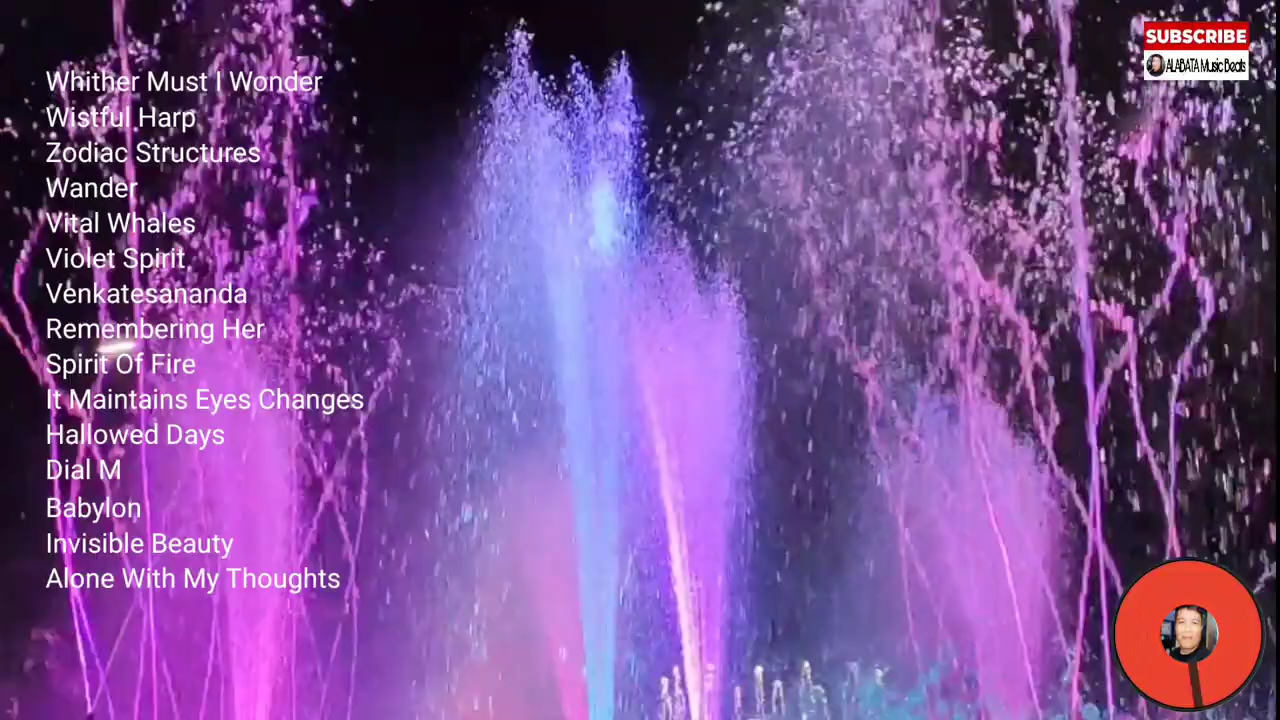 Whither Must I Wonder
Wistful Harp
Zodiac Structures
Wander
Vital Whales
Violet Spirit
Venkatesananda
Remembering Her
Spirit Of Fire
It Maintains Eyes Changes
Hallowed Days
Dial M
Babylon
Invisible Beauty
Alone With My Thoughts
SUBSCRIBE
ALABATA Music Beats